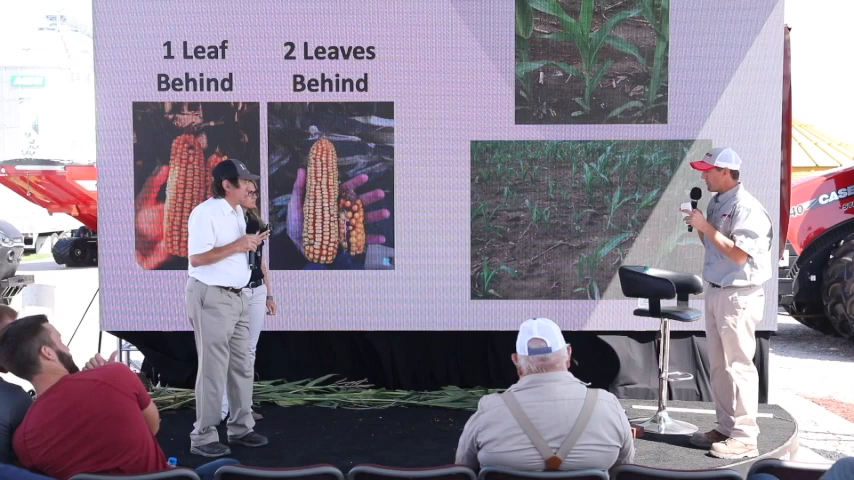 1 Leaf
Behind
2 Leaves
Behind
CASE